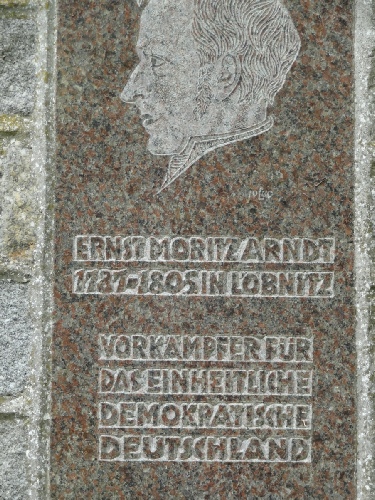 ERNST MORITZ ARNDT
1787-1805 IN LÖBNITZ
VORKÄMPFER FÜR
DAS EINHEITLICHE
DEMOKRATISCHE
DEUTSCHLAND